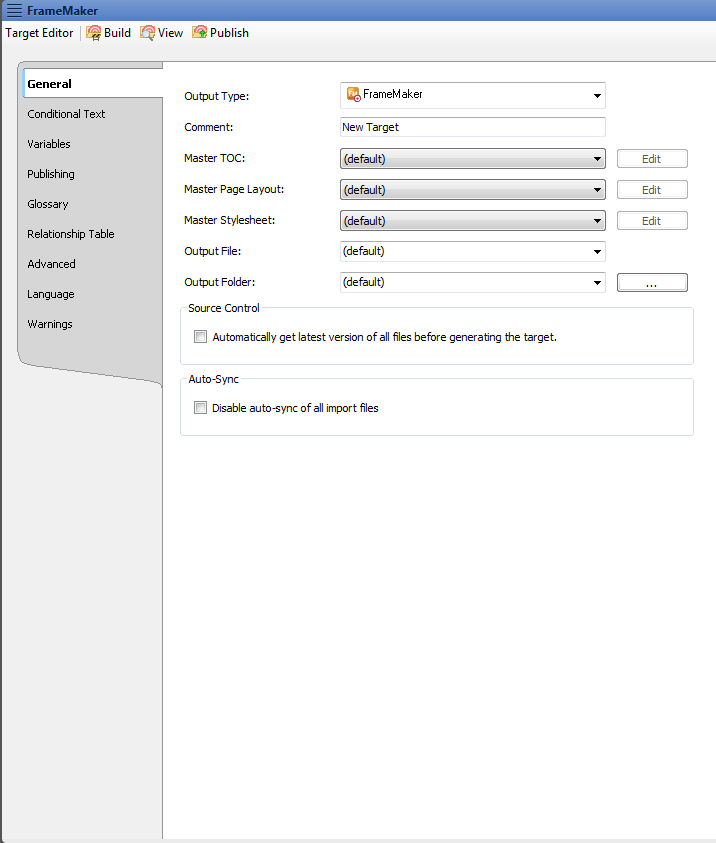 FrameMaker
Target Editor Build View Publish
General
Conditional Text
Variables
Publishing
Glossary
Relationship Table
Advanced
Language
Warnings
Output Type: FrameMaker
Comment: New Target
Master TOC: (default) Edit
Master Page Layout: (default) Edit
Master Stylesheet: (default) Edit
Output File: (default)
Output Folder: (default) ...
Source Control
Automatically get latest version of all files before generating the target.
Auto-Sync
Disable auto-sync of all import files